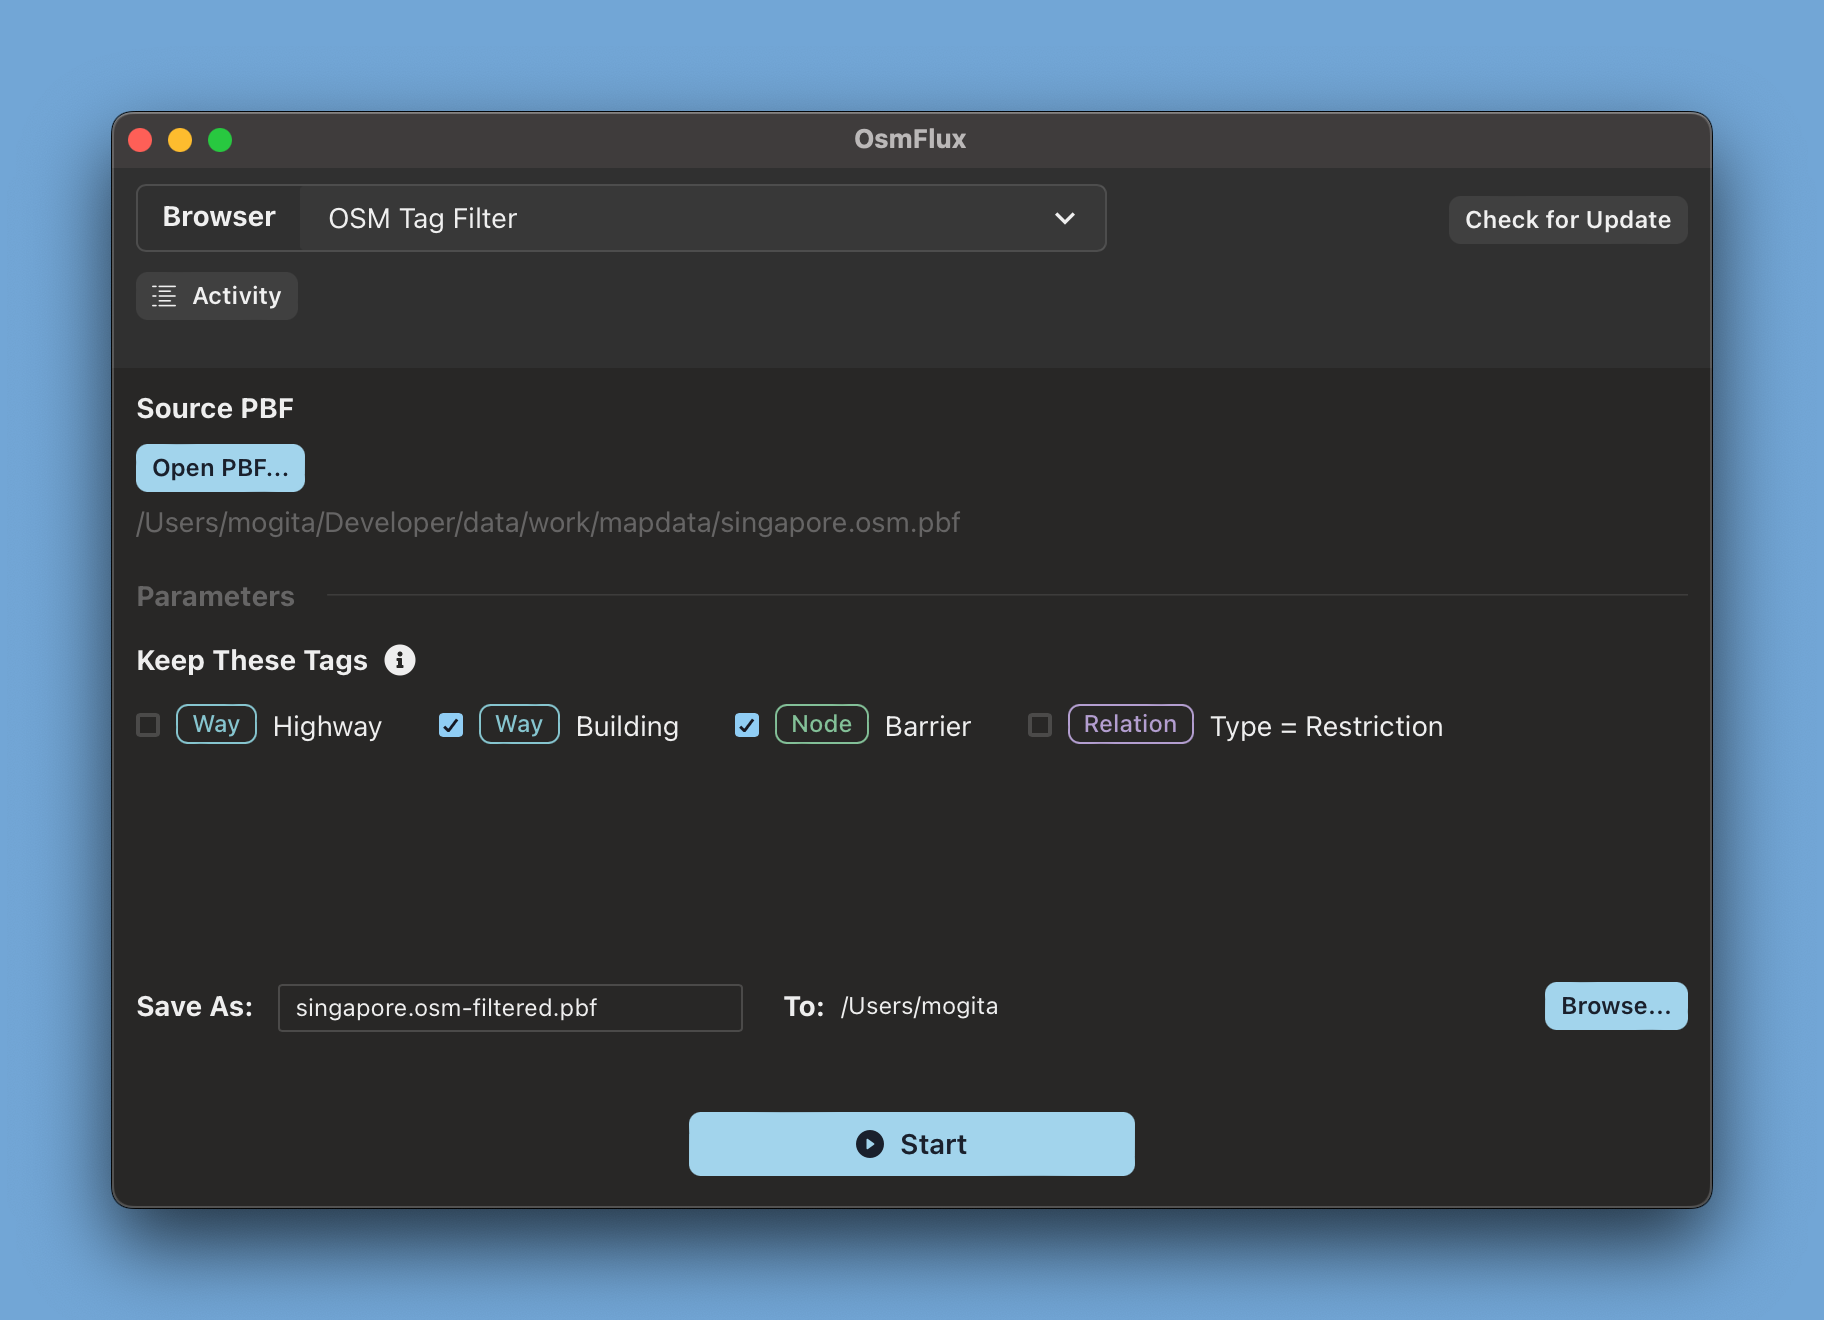 OsmFlux
Browser OSM Tag Filter
Check for Update
Activity
Source PBF
Open PBF...
/Users/mogita/Developer/data/work/mapdata/singapore.osm.pbf
Parameters
Keep These Tags
Way Highway Way Building Node Barrier Relation Type = Restriction
Save As: singapore.osm-filtered.pbf To: /Users/mogita Browse...
Start